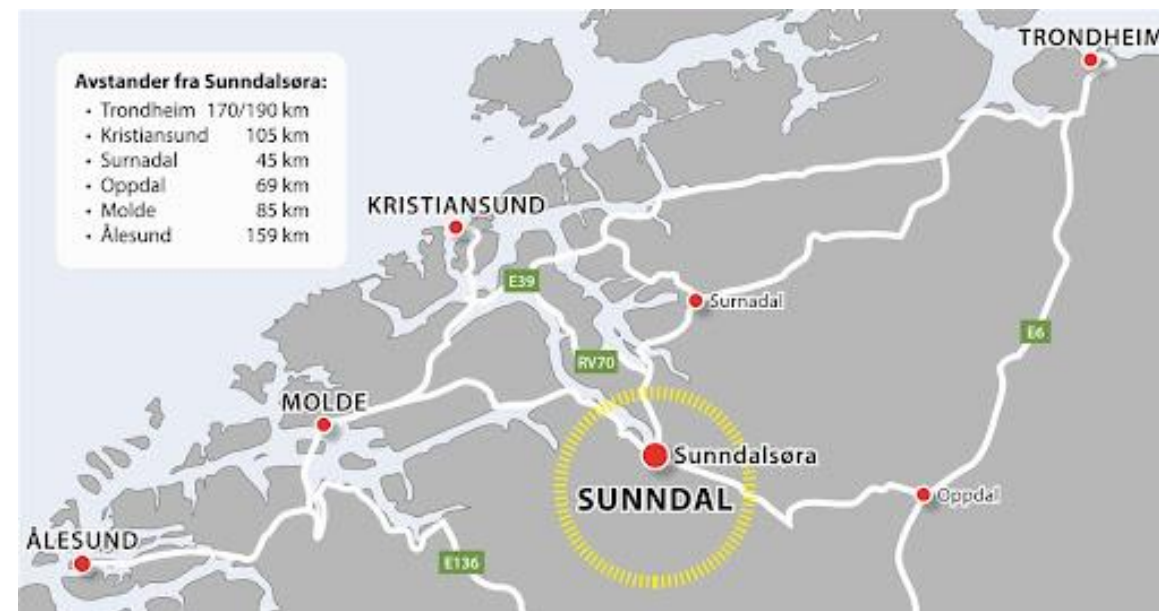 Avstander fra Sunndalsøra:
• Trondheim 170/190 km
• Kristiansund 105 km
• Surnadal 45 km
• Oppdal 69 km
• Molde 85 km
• Ålesund 159 km
TRONDHEIM
KRISTIANSUND
E39
Surnadal
E6
RV70
MOLDE
Sunndalsøra
SUNNDAL
Oppdal
ÅLESUND
E136